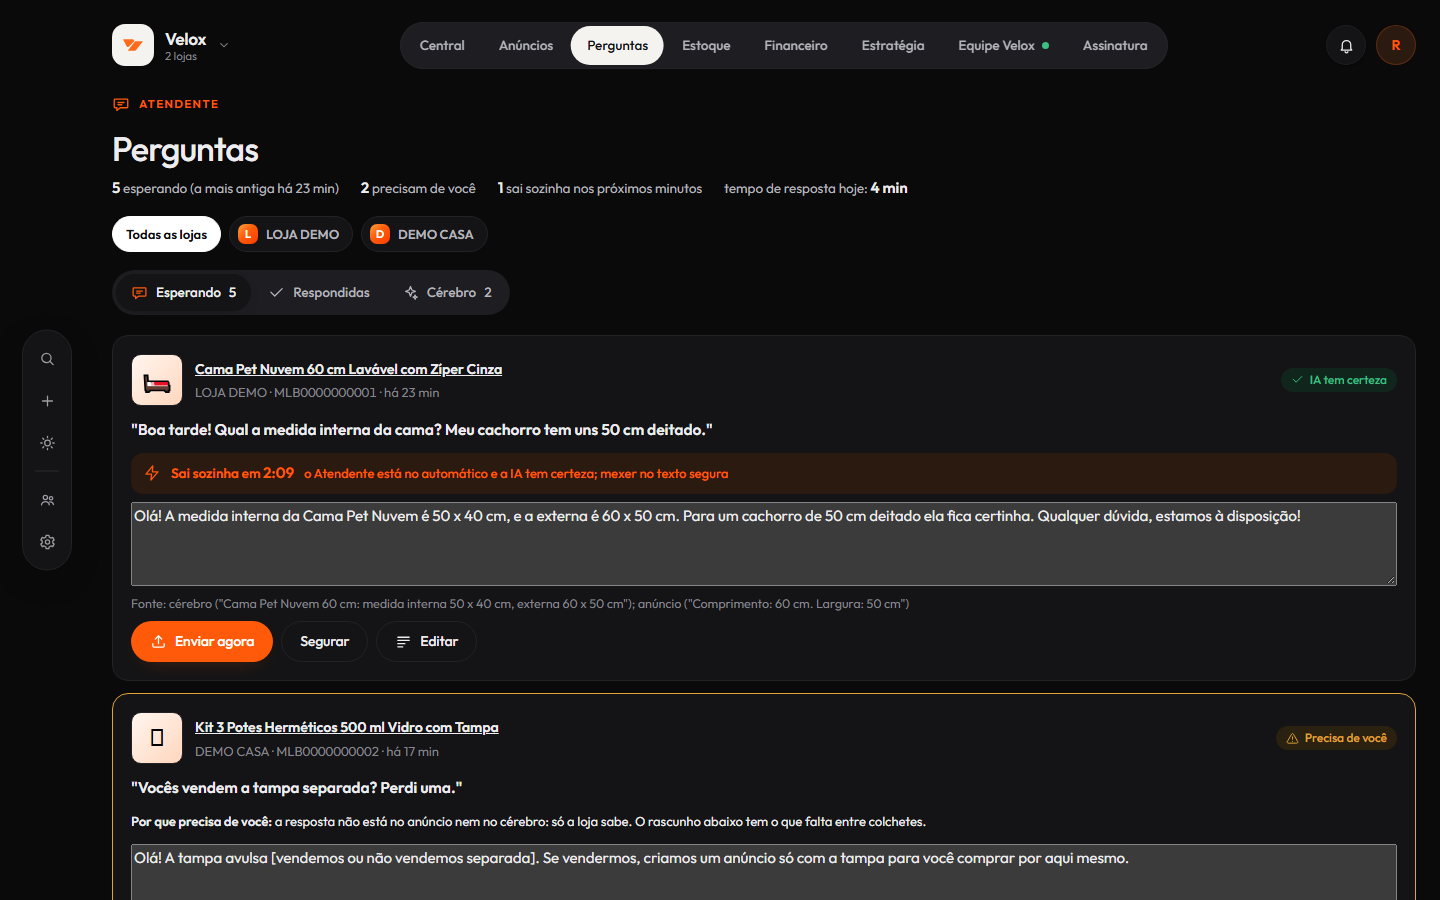 Velox
2 lojas
Central
Anúncios
Perguntas
Estoque
Financeiro
Estratégia
Equipe Velox
Assinatura
R
ATENDENTE
Perguntas
5 esperando (a mais antiga há 23 min) 2 precisam de você 1 sai sozinha nos próximos minutos tempo de resposta hoje: 4 min
Todas as lojas
L LOJA DEMO
D DEMO CASA
Esperando 5
Respondidas
Cérebro 2
Cama Pet Nuvem 60 cm Lavável com Zíper Cinza
LOJA DEMO · MLB0000000001 · há 23 min
IA tem certeza
"Boa tarde! Qual a medida interna da cama? Meu cachorro tem uns 50 cm deitado."
Sai sozinha em 2:09 o Atendente está no automático e a IA tem certeza; mexer no texto segura
Olá! A medida interna da Cama Pet Nuvem é 50 x 40 cm, e a externa é 60 x 50 cm. Para um cachorro de 50 cm deitado ela fica certinha. Qualquer dúvida, estamos à disposição!
Fonte: cérebro ("Cama Pet Nuvem 60 cm: medida interna 50 x 40 cm, externa 60 x 50 cm"); anúncio ("Comprimento: 60 cm. Largura: 50 cm")
Enviar agora
Segurar
Editar
Kit 3 Potes Herméticos 500 ml Vidro com Tampa
DEMO CASA · MLB0000000002 · há 17 min
Precisa de você
"Vocês vendem a tampa separada? Perdi uma."
Por que precisa de você: a resposta não está no anúncio nem no cérebro: só a loja sabe. O rascunho abaixo tem o que falta entre colchetes.
Olá! A tampa avulsa [vendemos ou não vendemos separada]. Se vendermos, criamos um anúncio só com a tampa para você comprar por aqui mesmo.